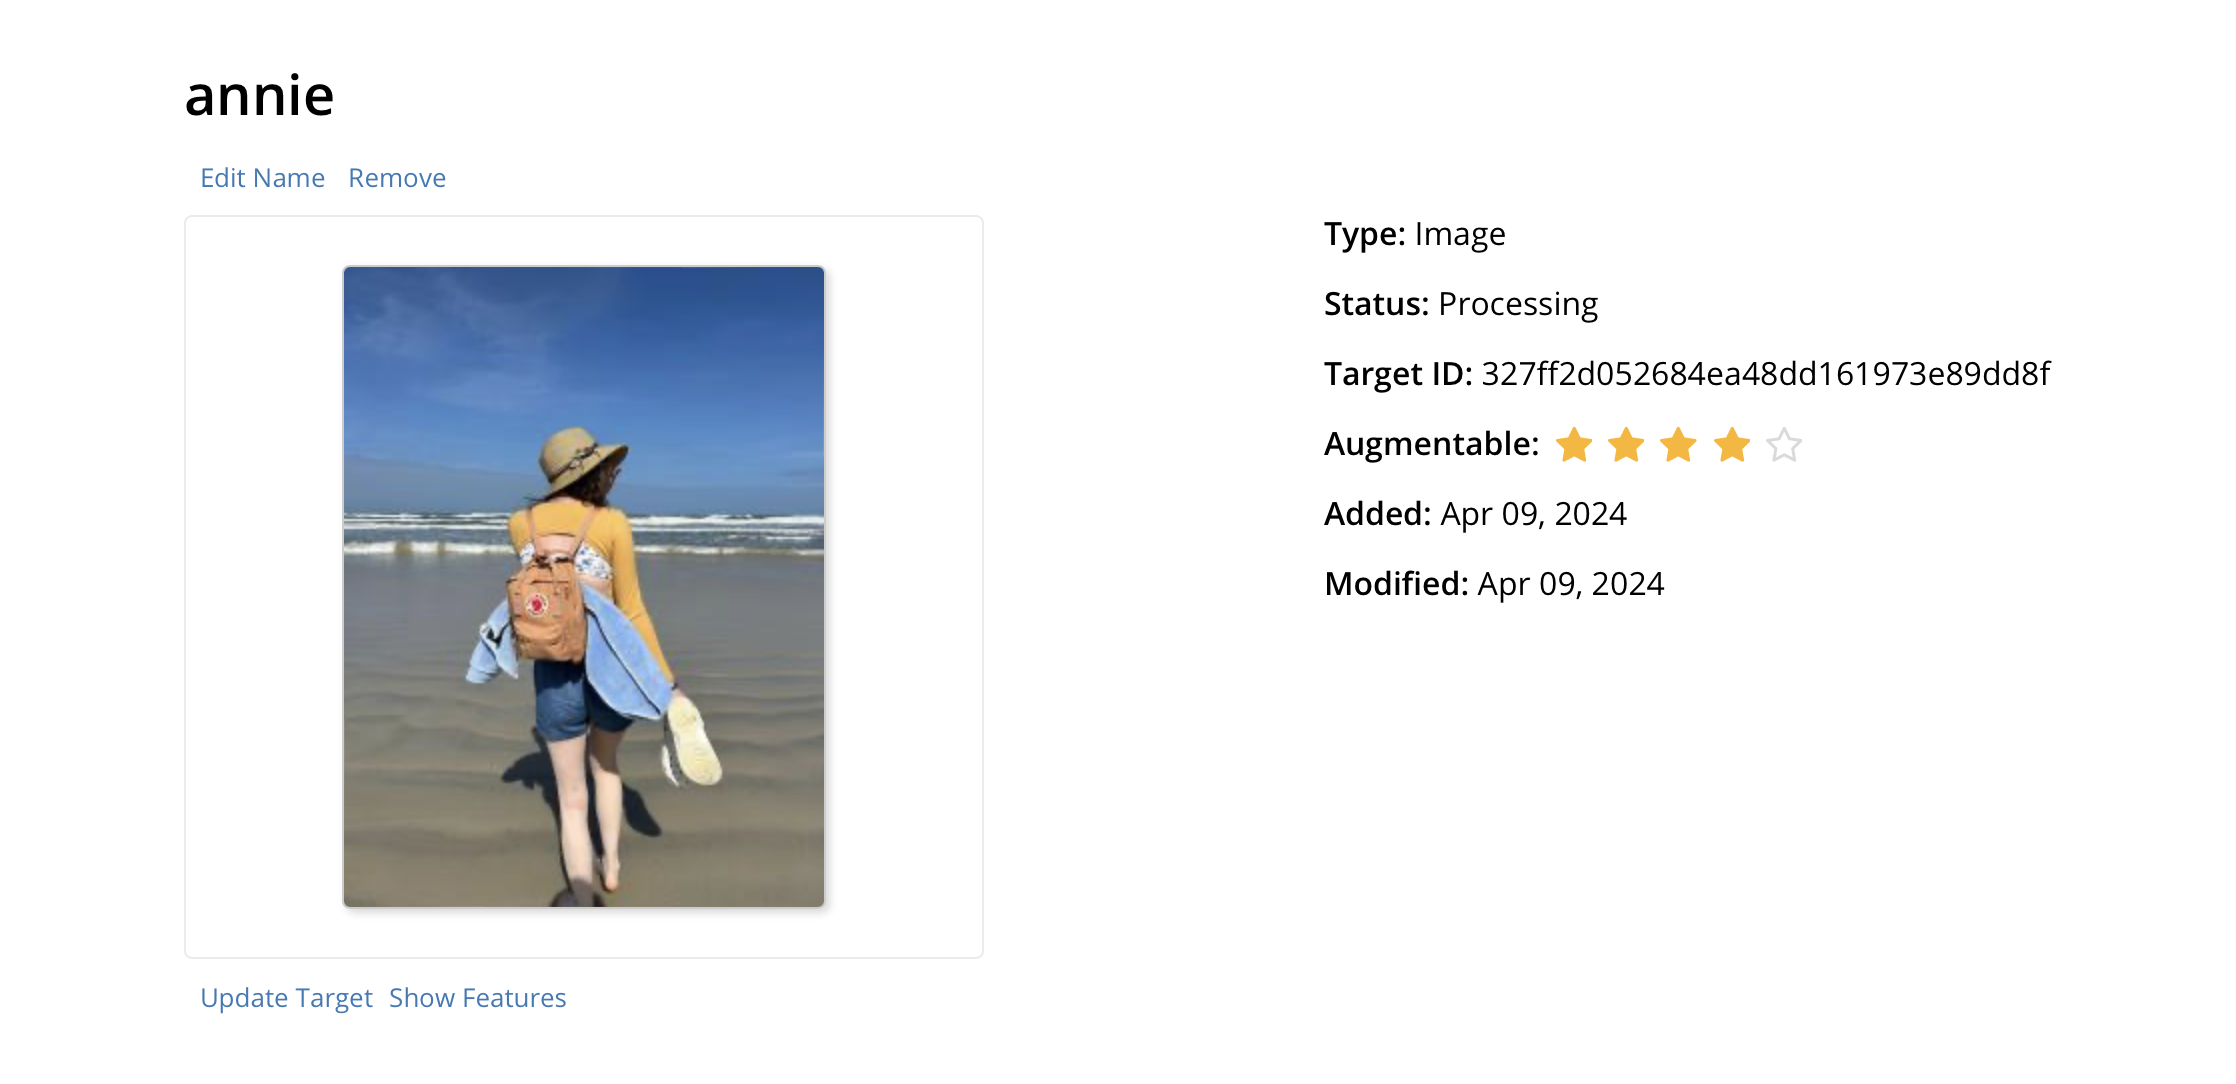 annie
Edit Name Remove
Type: Image
Status: Processing
Target ID: 327ff2d052684ea48dd161973e89dd8f
Augmentable:
Added: Apr 09, 2024
Modified: Apr 09, 2024
Update Target Show Features